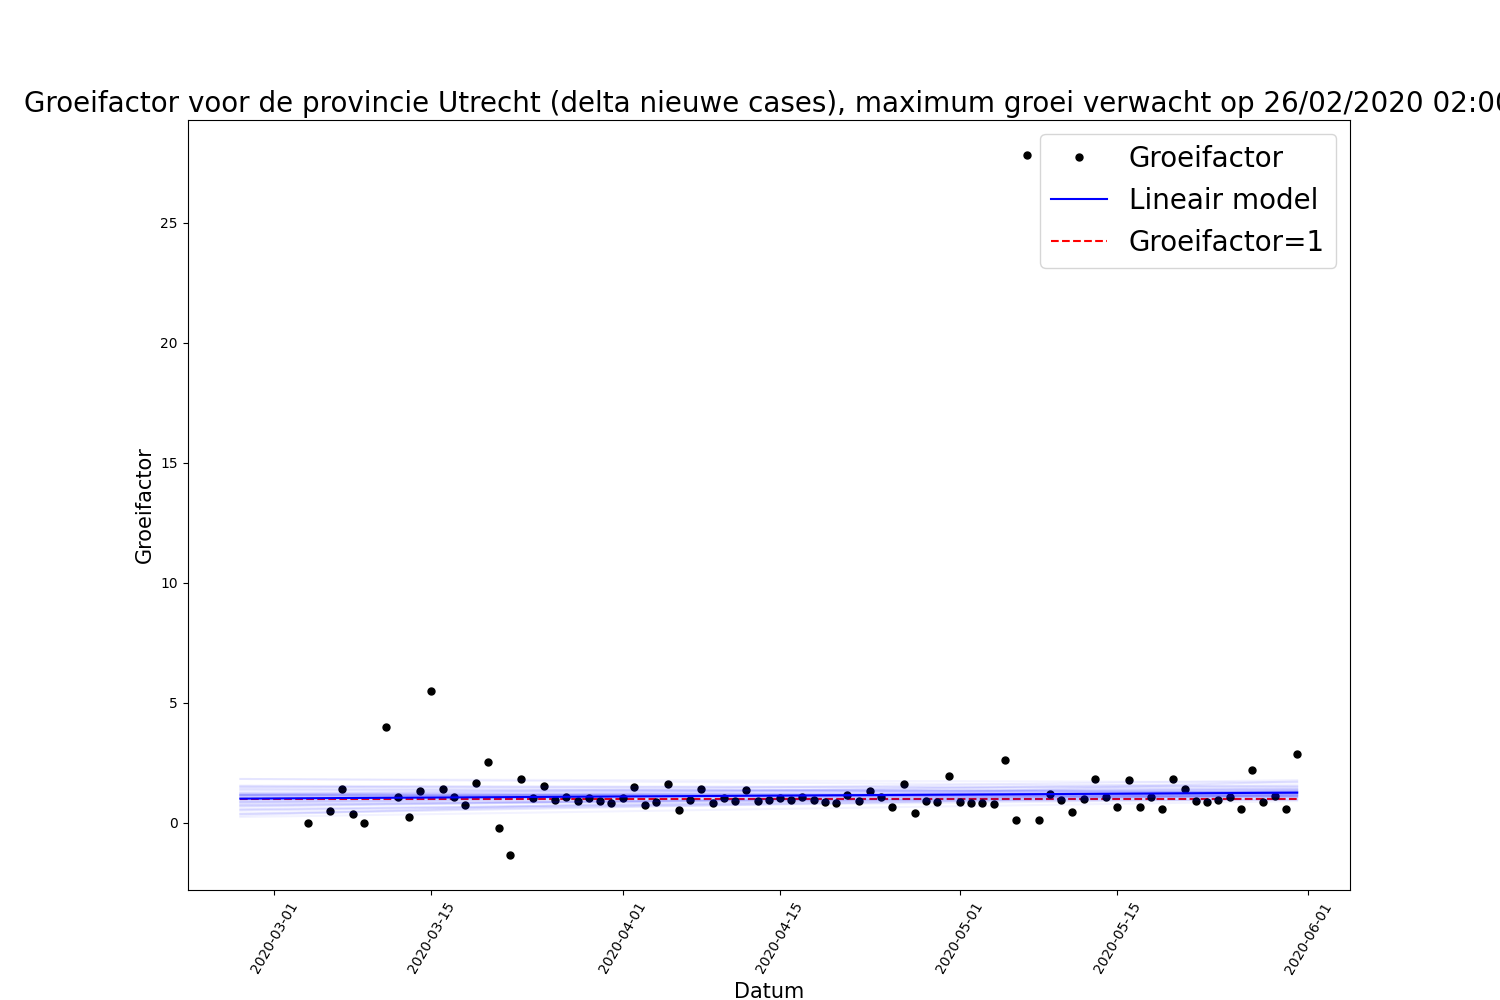 Groeifactor voor de provincie Utrecht (delta nieuwe cases), maximum groei verwacht op 26/02/2020 02:00
Groeifactor
Lineair model
Groeifactor=1
25
20
15
10
5
0
Groeifactor
2020-03-01
2020-03-15
2020-04-01
2020-04-15
2020-05-01
2020-05-15
2020-06-01
Datum